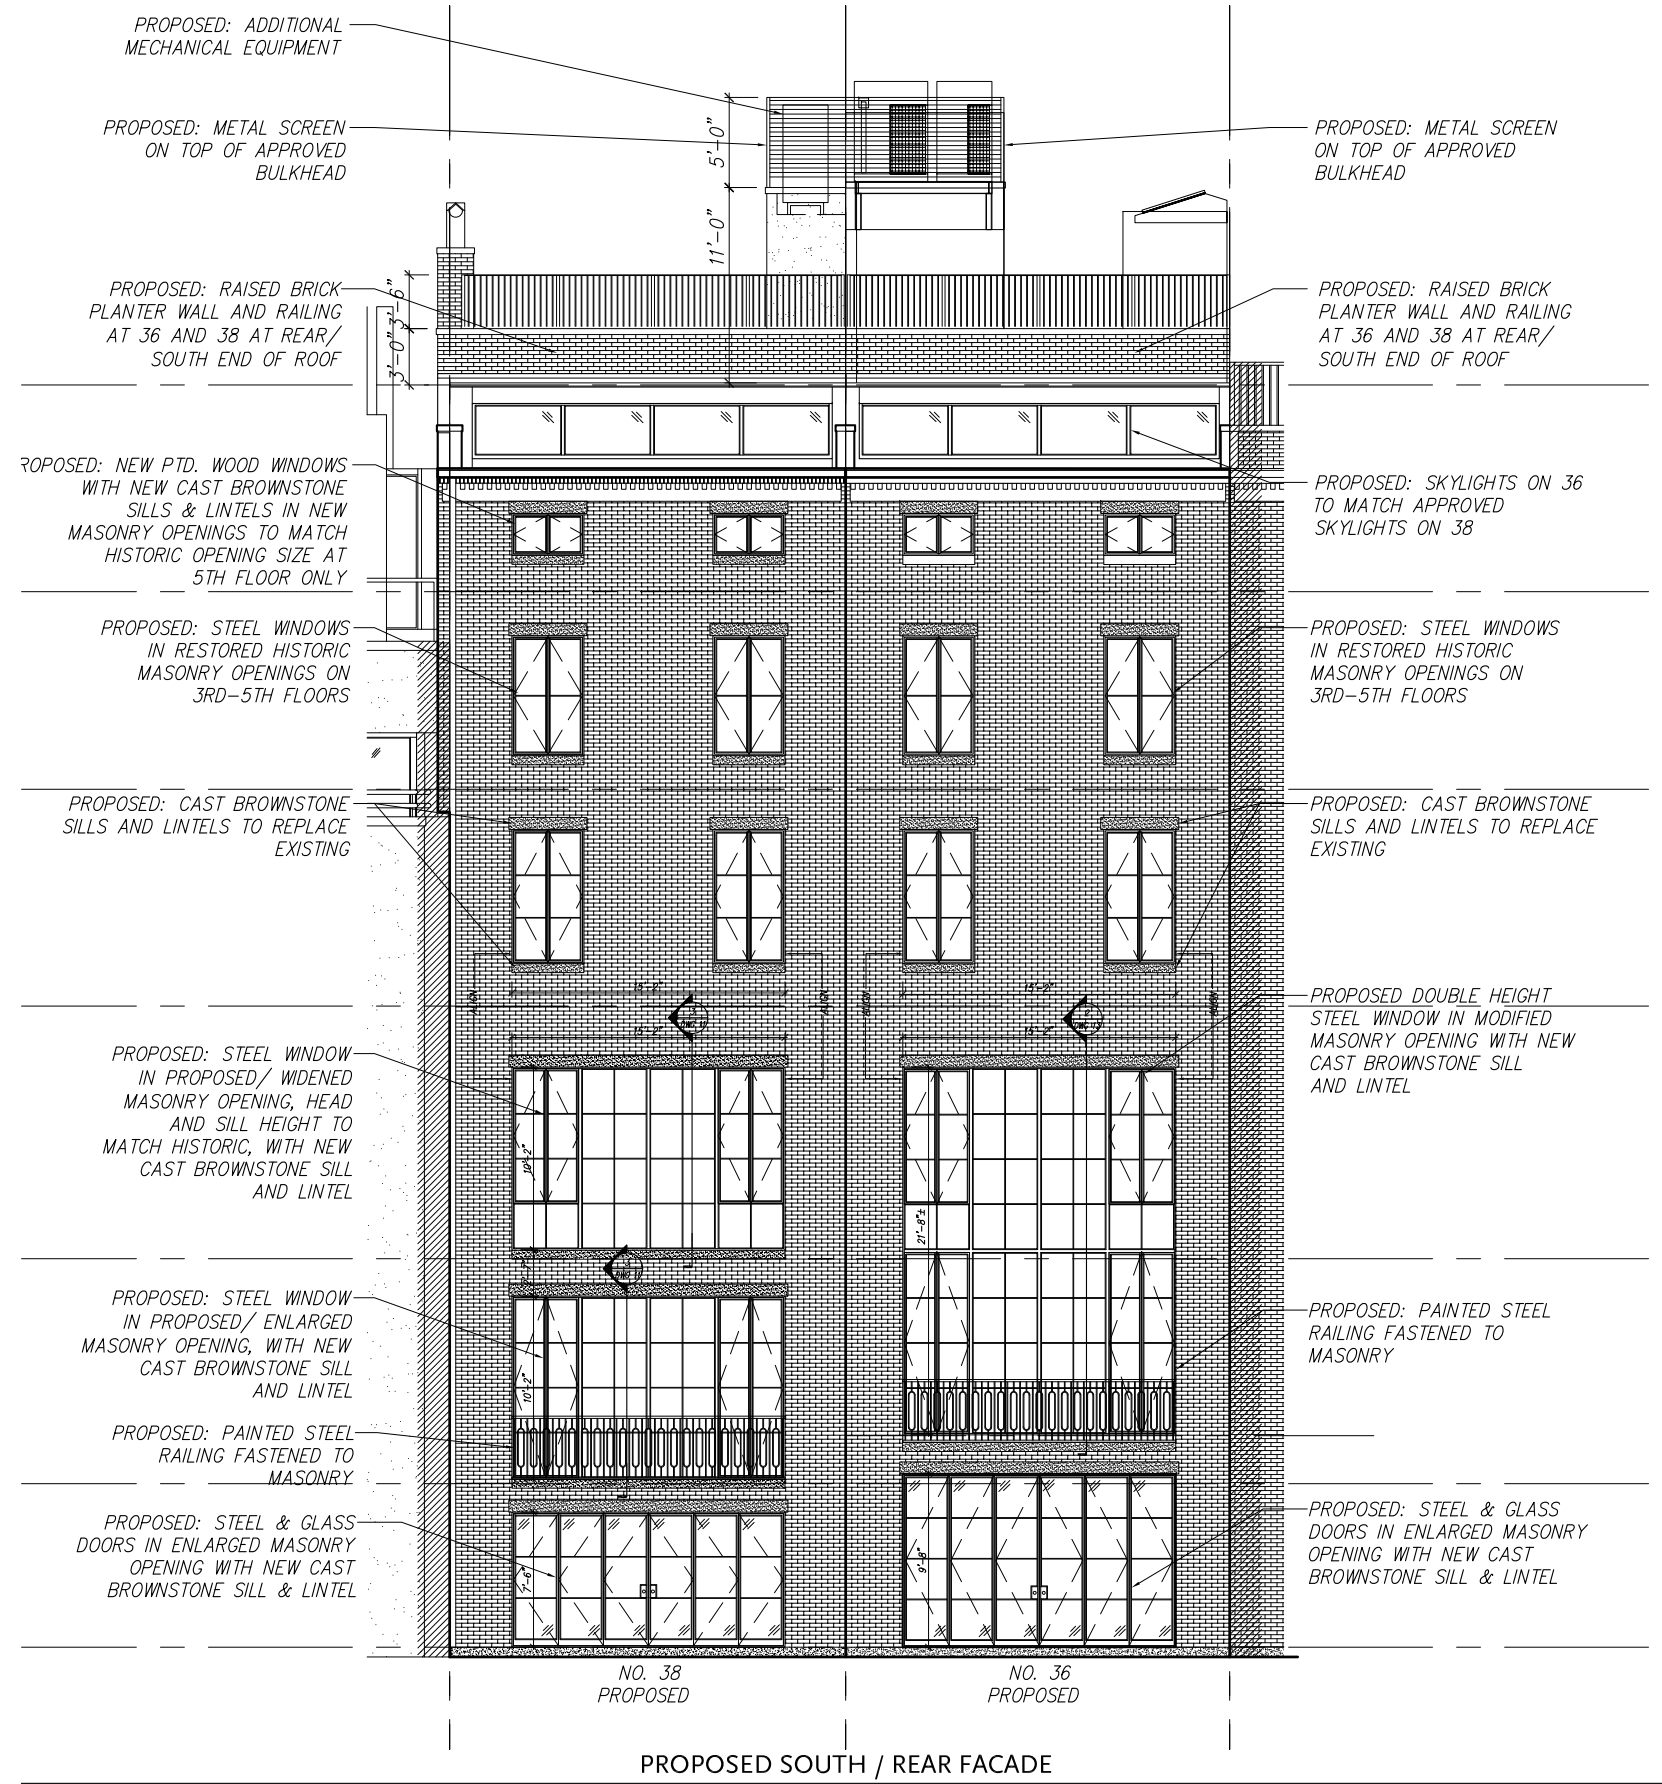 PROPOSED: ADDITIONAL
MECHANICAL EQUIPMENT
PROPOSED: METAL SCREEN
ON TOP OF APPROVED
BULKHEAD
PROPOSED: RAISED BRICK
PLANTER WALL AND RAILING
AT 36 AND 38 AT REAR/
SOUTH END OF ROOF
ROPOSED: NEW PTD. WOOD WINDOWS
WITH NEW CAST BROWNSTONE
SILLS & LINTELS IN NEW
MASONRY OPENINGS TO MATCH
HISTORIC OPENING SIZE AT
5TH FLOOR ONLY
PROPOSED: STEEL WINDOWS
IN RESTORED HISTORIC
MASONRY OPENINGS ON
3RD-5TH FLOORS
PROPOSED: CAST BROWNSTONE
SILLS AND LINTELS TO REPLACE
EXISTING
PROPOSED: STEEL WINDOW
IN PROPOSED/ WIDENED
MASONRY OPENING, HEAD
AND SILL HEIGHT TO
MATCH HISTORIC, WITH NEW
CAST BROWNSTONE SILL
AND LINTEL
PROPOSED: STEEL WINDOW
IN PROPOSED/ ENLARGED
MASONRY OPENING, WITH NEW
CAST BROWNSTONE SILL
AND LINTEL
PROPOSED: PAINTED STEEL
RAILING FASTENED TO
MASONRY
PROPOSED: STEEL & GLASS
DOORS IN ENLARGED MASONRY
OPENING WITH NEW CAST
BROWNSTONE SILL & LINTEL
5'-0"
11'-0"
3'-6"
3'-0"
15'-2"
15'-2"
15'-2"
15'-2"
ALIGN
ALIGN
ALIGN
ALIGN
10'-2"
10'-2"
7'-6"
21'-8"±
9'-8"
PROPOSED: METAL SCREEN
ON TOP OF APPROVED
BULKHEAD
PROPOSED: RAISED BRICK
PLANTER WALL AND RAILING
AT 36 AND 38 AT REAR/
SOUTH END OF ROOF
PROPOSED: SKYLIGHTS ON 36
TO MATCH APPROVED
SKYLIGHTS ON 38
PROPOSED: STEEL WINDOWS
IN RESTORED HISTORIC
MASONRY OPENINGS ON
3RD-5TH FLOORS
PROPOSED: CAST BROWNSTONE
SILLS AND LINTELS TO REPLACE
EXISTING
PROPOSED DOUBLE HEIGHT
STEEL WINDOW IN MODIFIED
MASONRY OPENING WITH NEW
CAST BROWNSTONE SILL
AND LINTEL
PROPOSED: PAINTED STEEL
RAILING FASTENED TO
MASONRY
PROPOSED: STEEL & GLASS
DOORS IN ENLARGED MASONRY
OPENING WITH NEW CAST
BROWNSTONE SILL & LINTEL
NO. 38
PROPOSED
NO. 36
PROPOSED
PROPOSED SOUTH / REAR FACADE